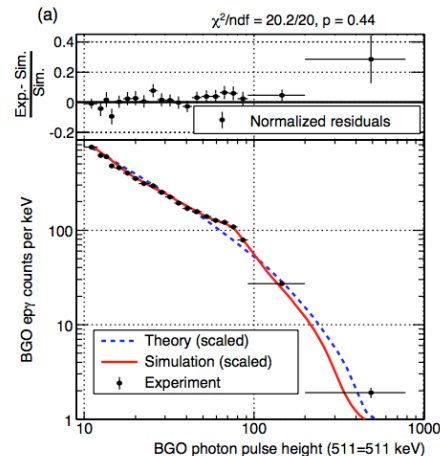 (a)
χ²/ndf = 20.2/20, p = 0.44
Exp.- Sim.
Sim.
0.4
0.2
0
-0.2
Normalized residuals
BGO epγ counts per keV
100
10
1
Theory (scaled)
Simulation (scaled)
Experiment
10
100
1000
BGO photon pulse height (511=511 keV)